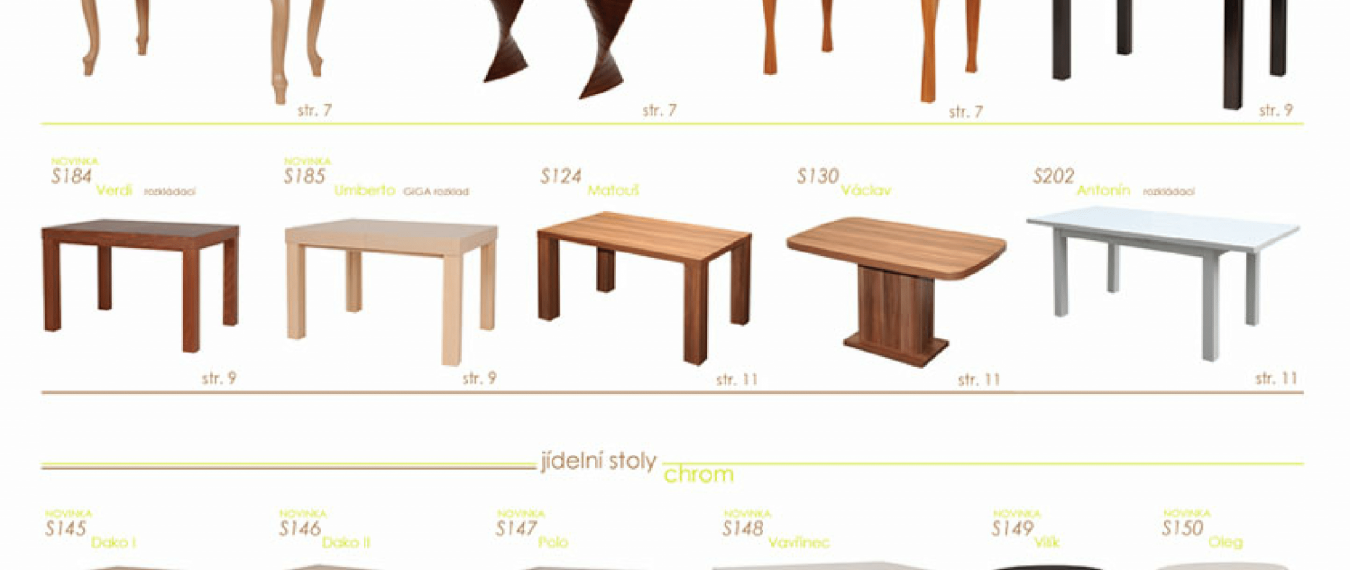 str. 7
str. 7
str. 7
str. 9
NOVINKA
S184
Verdi rozkládací
NOVINKA
S185
Umberto GIGA rozklad.
S124
Matouš
S130
Václav
S202
Antonín rozkládací
str. 9
str. 9
str. 11
str. 11
str. 11
jídelní stoly
chrom
NOVINKA
S145
Dako I
NOVINKA
S146
Dako II
NOVINKA
S147
Polo
NOVINKA
S148
Vavřinec
NOVINKA
S149
Vilík
NOVINKA
S150
Oleg